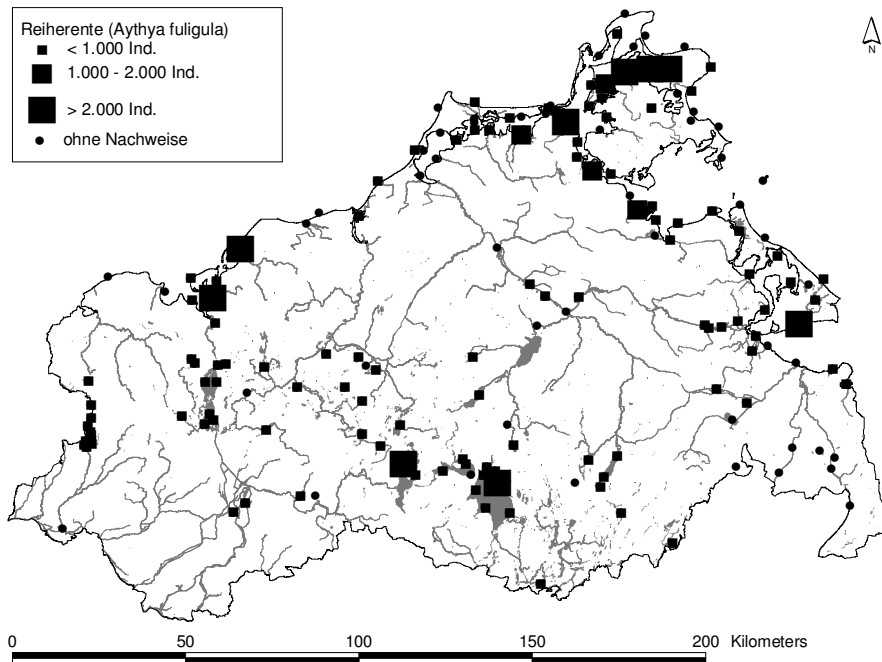 Reiherente (Aythya fuligula)
< 1.000 Ind.
1.000 - 2.000 Ind.
> 2.000 Ind.
ohne Nachweise
N
0 50 100 150 200 Kilometers